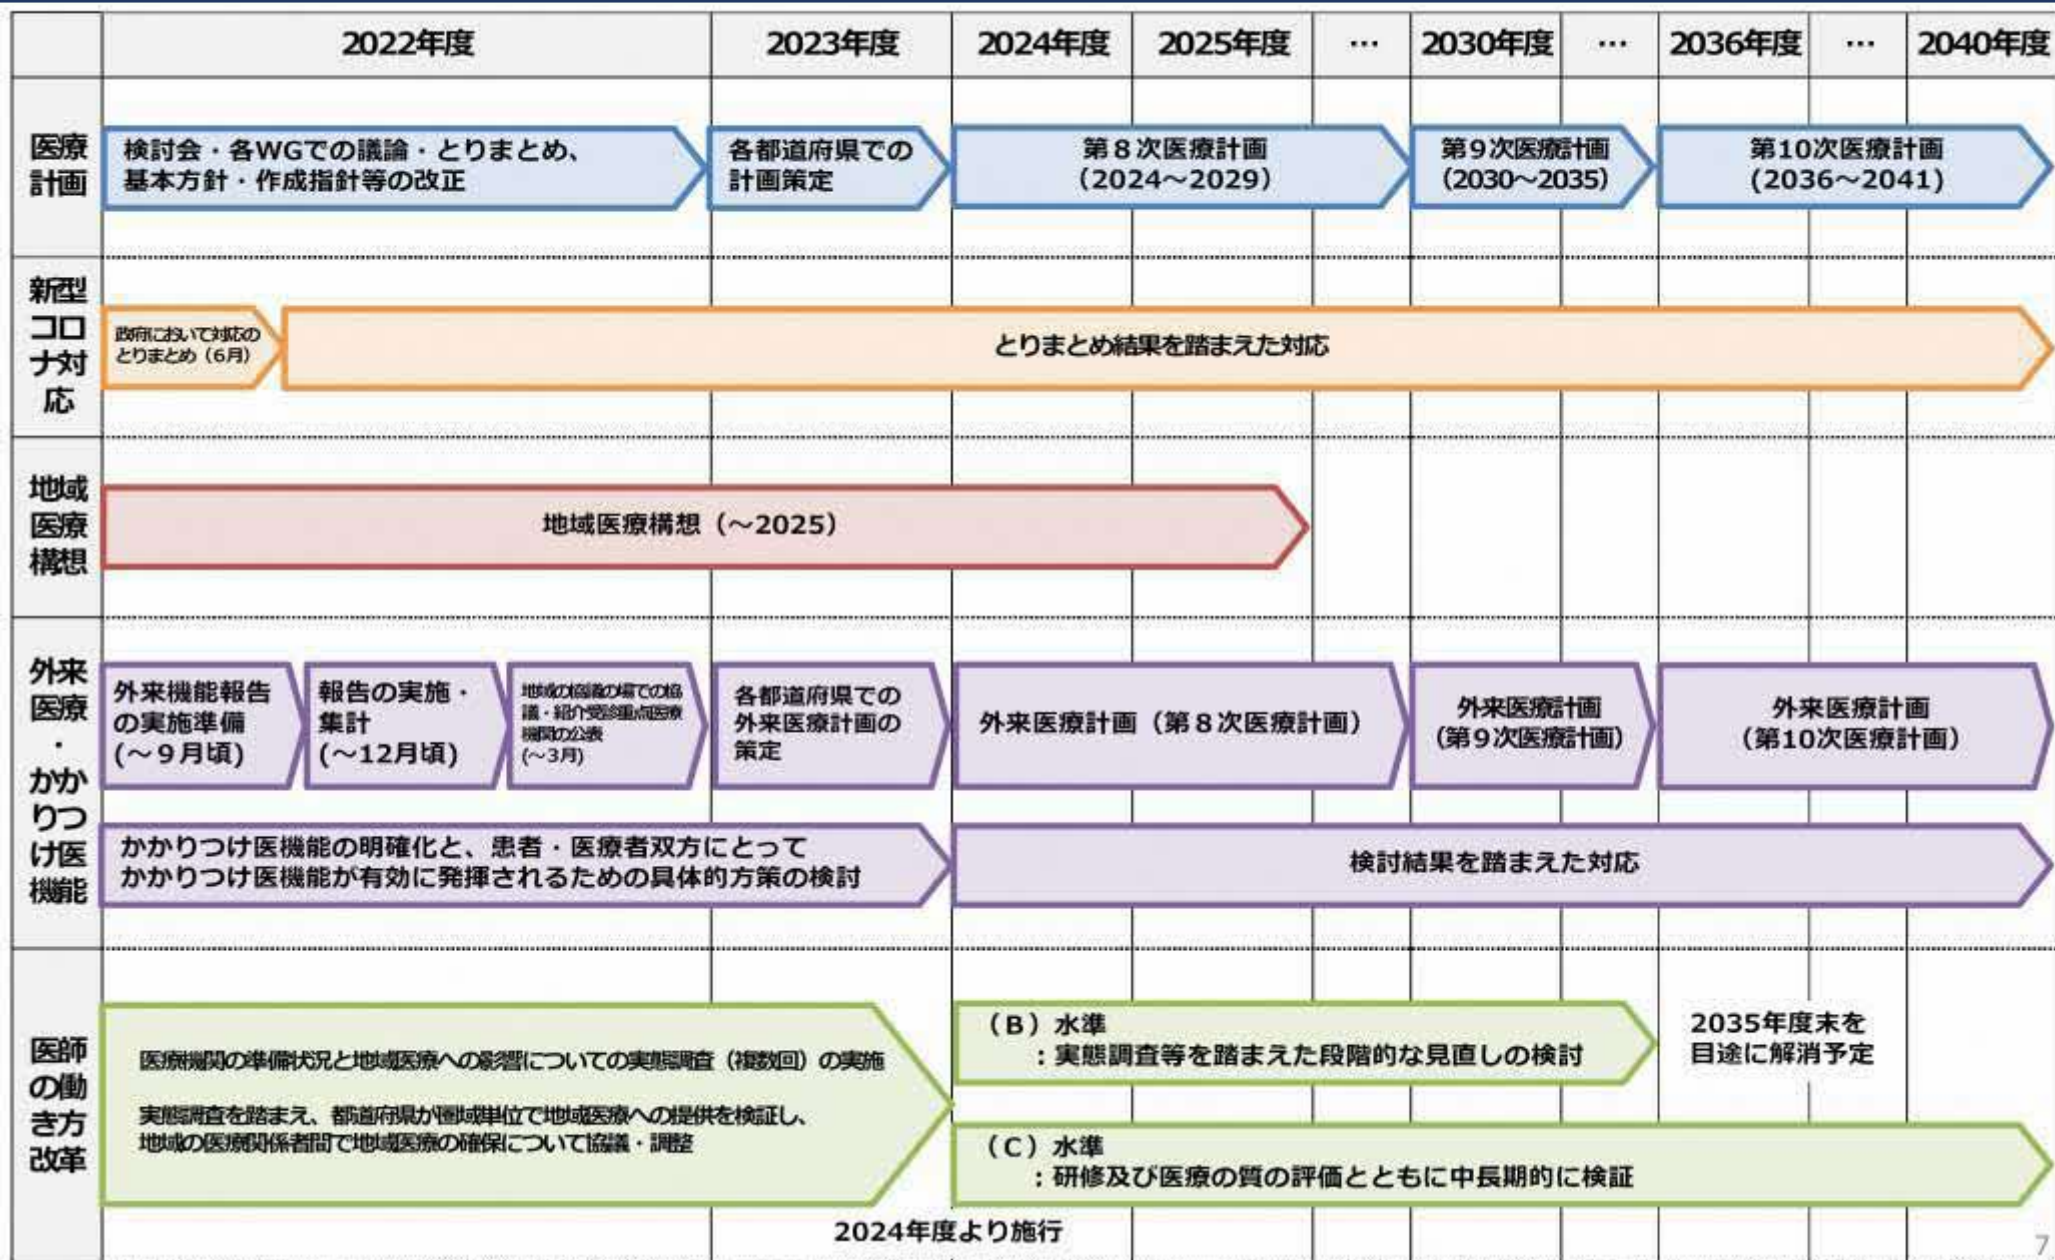 2022年度 2023年度 2024年度 2025年度 … 2030年度 … 2036年度 … 2040年度
医療
計画
検討会・各WGでの議論・とりまとめ、
基本方針・作成指針等の改正
各都道府県での
計画策定
第８次医療計画
（2024～2029）
第９次医療計画
（2030～2035）
第10次医療計画
(2036～2041)
新型
コロ
ナ対
応
政府において対応の
とりまとめ（6月）
とりまとめ結果を踏まえた対応
地域
医療
構想
地域医療構想（～2025）
外来
医療
・
かか
りつ
け医
機能
外来機能報告
の実施準備
(～９月頃)
報告の実施・
集計
(～12月頃)
地域の協議の場での協
議・紹介受診重点医療
機関の公表
(～3月)
各都道府県での
外来医療計画の
策定
外来医療計画（第８次医療計画）
外来医療計画
（第９次医療計画）
外来医療計画
（第10次医療計画）
かかりつけ医機能の明確化と、患者・医療者双方にとって
かかりつけ医機能が有効に発揮されるための具体的方策の検討
検討結果を踏まえた対応
医師
の働
き方
改革
医療機関の準備状況と地域医療への影響についての実態調査（複数回）の実施
実態調査を踏まえ、都道府県が圏域単位で地域医療への提供を検証し、
地域の医療関係者間で地域医療の確保について協議・調整
（Ｂ）水準
：実態調査等を踏まえた段階的な見直しの検討
2035年度末を
目途に解消予定
（Ｃ）水準
：研修及び医療の質の評価とともに中長期的に検証
2024年度より施行
7